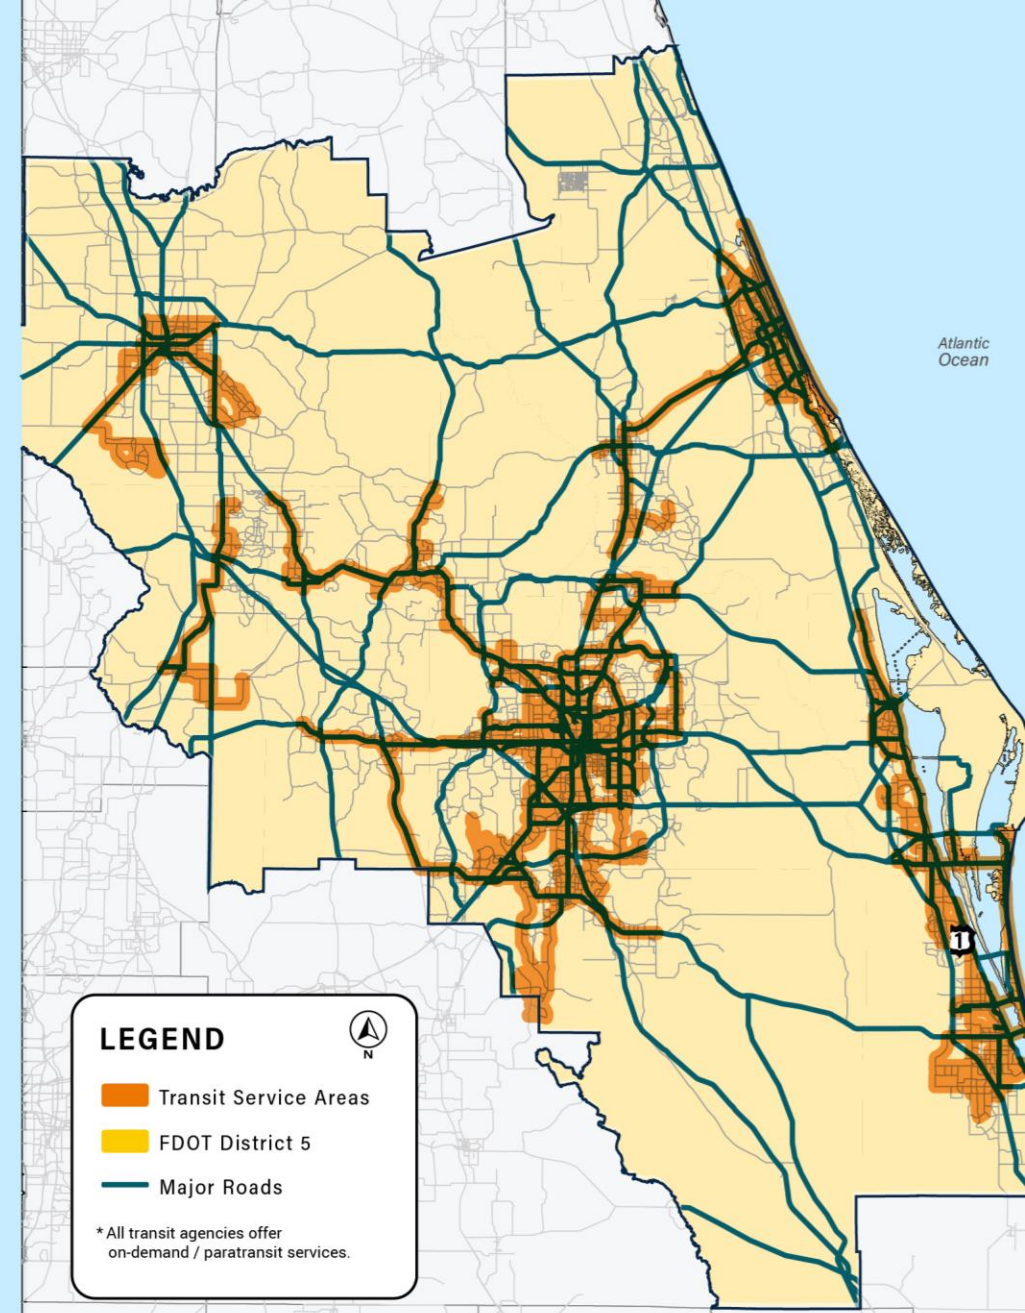 Atlantic
Ocean
1
LEGEND
N
Transit Service Areas
FDOT District 5
Major Roads
* All transit agencies offer
on-demand / paratransit services.